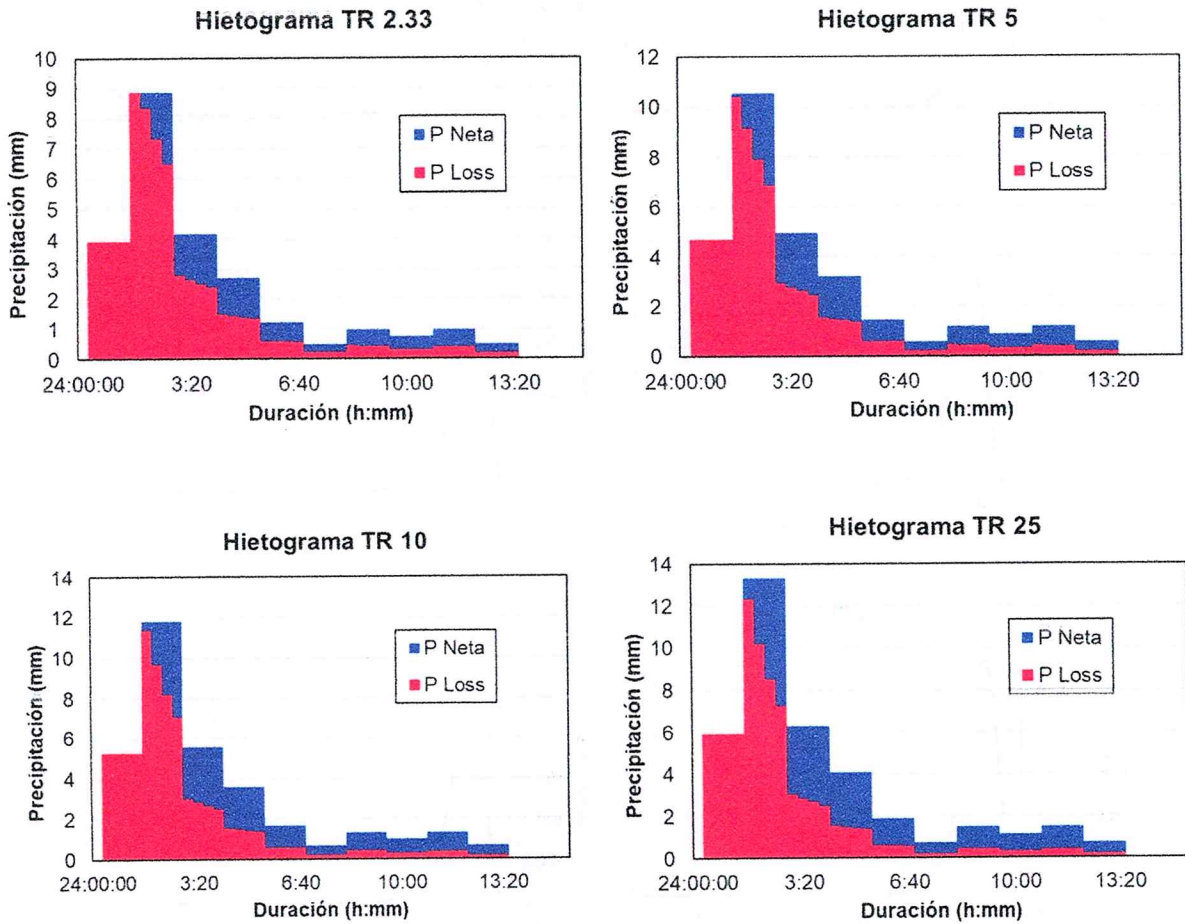 Hietograma TR 2.33
Precipitación (mm)
10
9
8
7
6
5
4
3
2
1
0
P Neta
P Loss
24:00:00 3:20 6:40 10:00 13:20
Duración (h:mm)
Hietograma TR 5
Precipitación (mm)
12
10
8
6
4
2
0
P Neta
P Loss
24:00:00 3:20 6:40 10:00 13:20
Duración (h:mm)
Hietograma TR 10
Precipitación (mm)
14
12
10
8
6
4
2
0
P Neta
P Loss
24:00:00 3:20 6:40 10:00 13:20
Duración (h:mm)
Hietograma TR 25
Precipitación (mm)
14
12
10
8
6
4
2
0
P Neta
P Loss
24:00:00 3:20 6:40 10:00 13:20
Duración (h:mm)